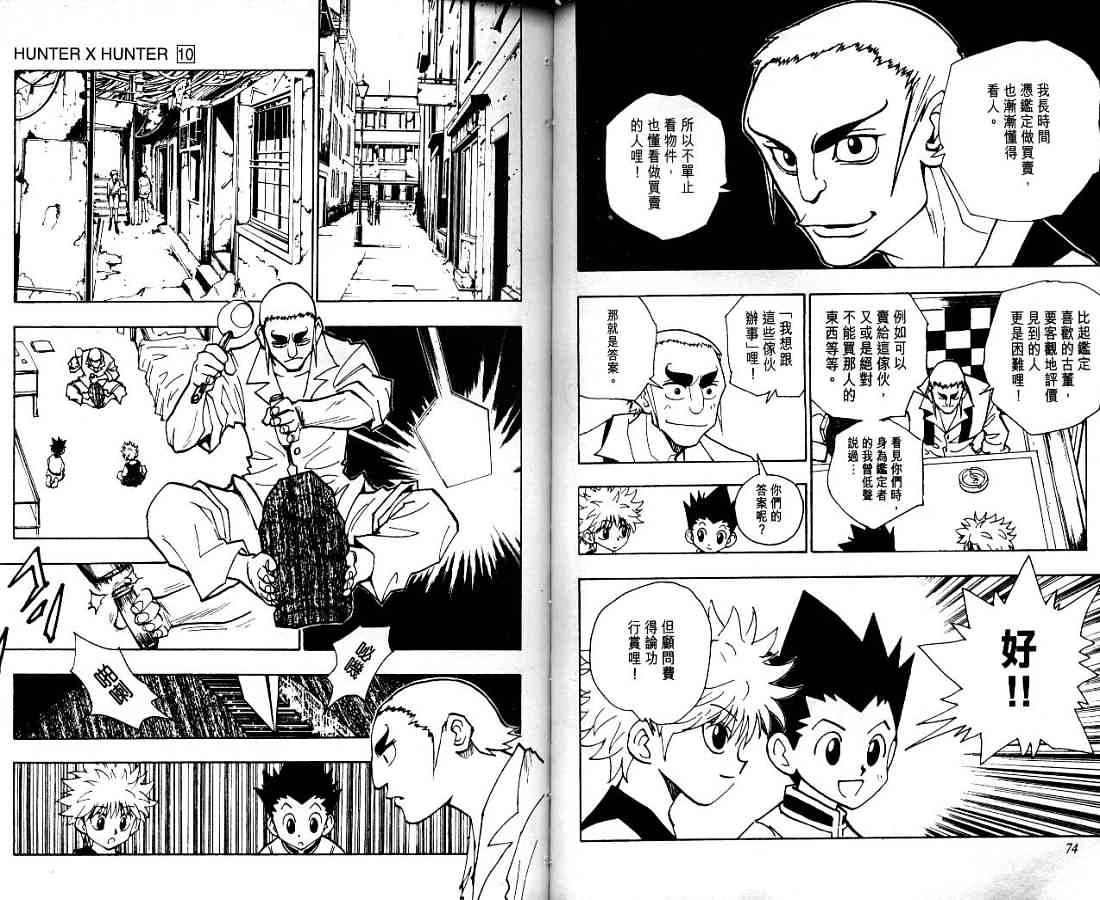 我長時間
憑鑑定做買賣，
也漸漸懂得
看人。
所以不單止
看物件，
也懂看做買賣
的人哩！
比起鑑定
喜歡的古董，
要客觀地評價
見到的人
更是困難哩！
例如可以
賣給這傢伙，
又或是絕對
不能買那人的
東西等等。
看見你們時，
身為鑑定者
的我曾低聲
說過…
「我想跟
這些傢伙
辦事」哩！
那就是答案。
你們的
答案呢？
好!!
但顧問費
得論功
行賞哩！
74
HUNTER X HUNTER 10
啪喇